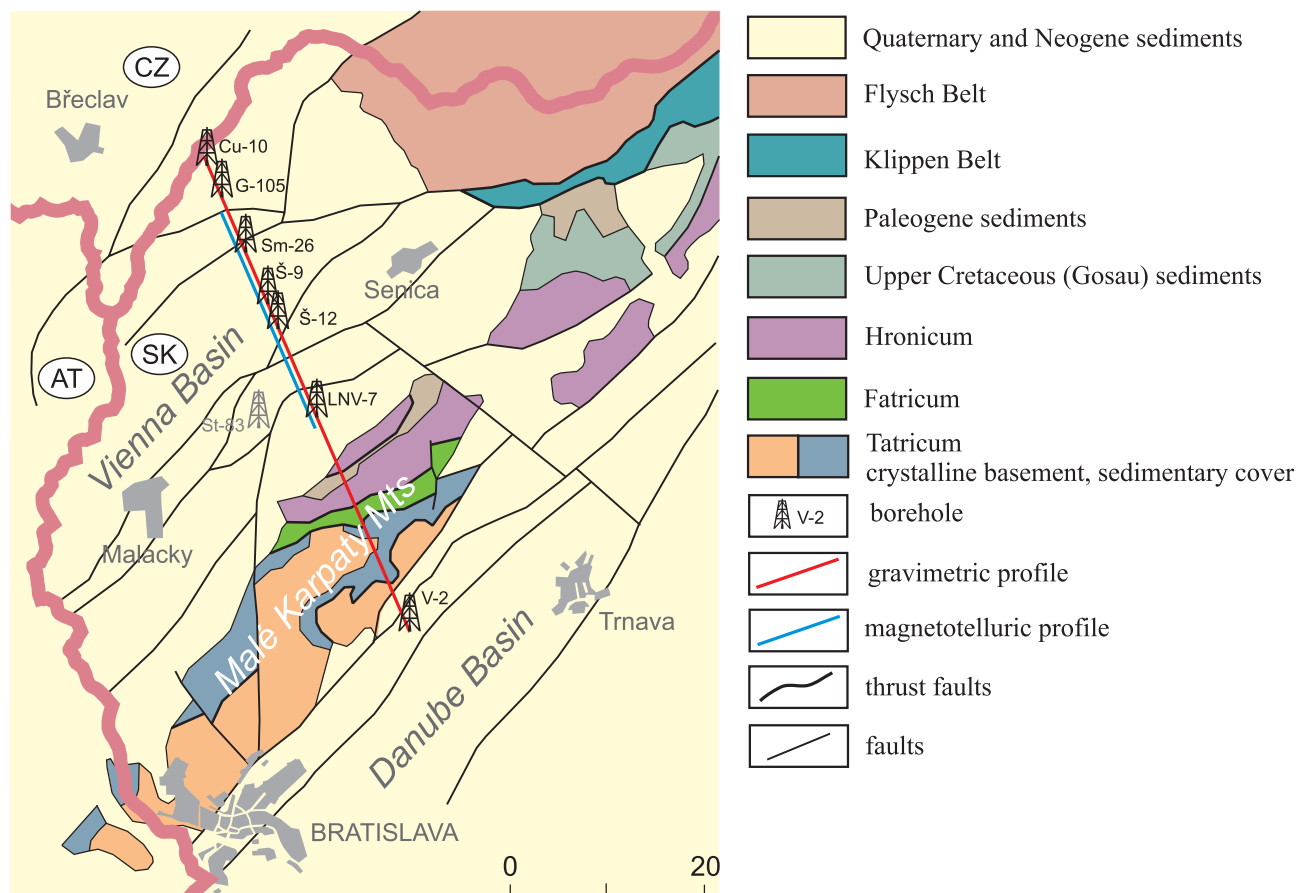 CZ
Břeclav
Cu-10
G-105
Sm-26
Š-9
Š-12
Senica
SK
AT
Vienna Basin
LNV-7
Št-83
Malacky
Malé Karpaty Mts
V-2
Trnava
Danube Basin
BRATISLAVA
0 20
Quaternary and Neogene sediments
Flysch Belt
Klippen Belt
Paleogene sediments
Upper Cretaceous (Gosau) sediments
Hronicum
Fatricum
Tatricum
crystalline basement, sedimentary cover
V-2 borehole
gravimetric profile
magnetotelluric profile
thrust faults
faults